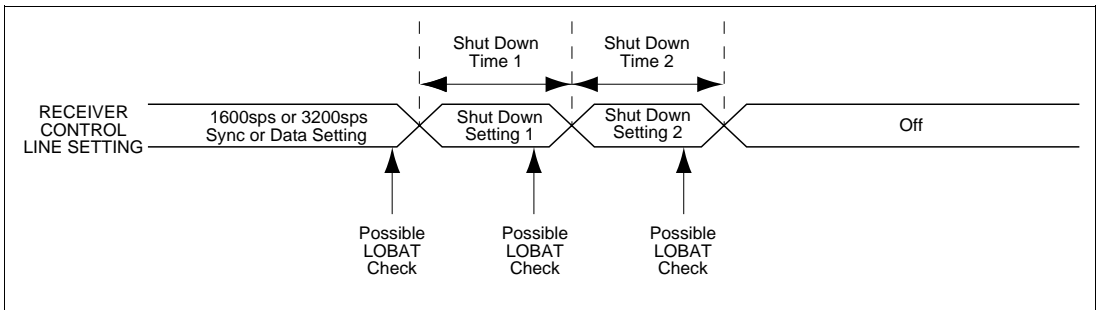 Shut Down
Time 1
Shut Down
Time 2
RECEIVER
CONTROL
LINE SETTING
1600sps or 3200sps
Sync or Data Setting
Shut Down
Setting 1
Shut Down
Setting 2
Off
Possible
LOBAT
Check
Possible
LOBAT
Check
Possible
LOBAT
Check